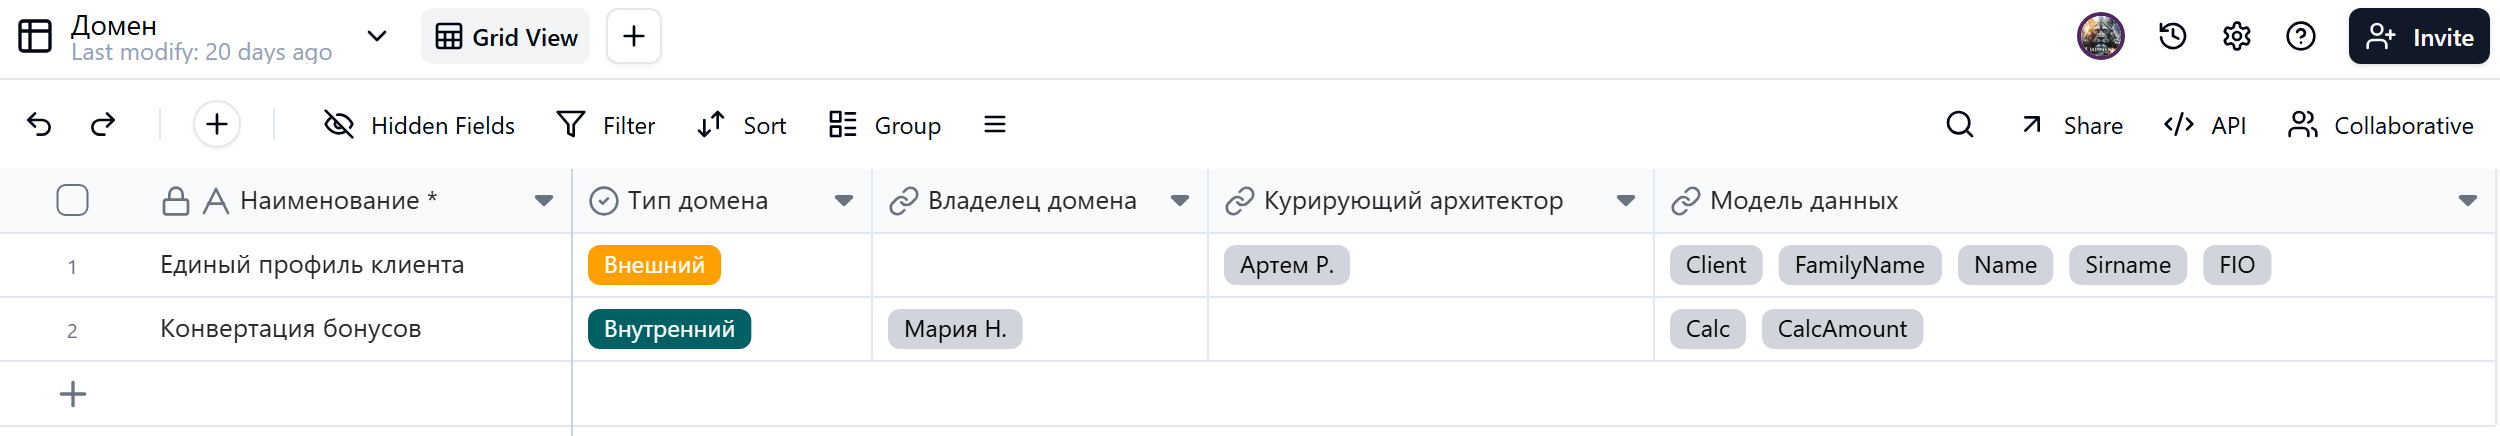 Домен
Last modify: 20 days ago
Grid View
Invite
Hidden Fields Filter Sort Group Share API Collaborative
Наименование * Тип домена Владелец домена Курирующий архитектор Модель данных
1 Единый профиль клиента Внешний Артем Р. Client FamilyName Name Sirname FIO
2 Конвертация бонусов Внутренний Мария Н. Calc CalcAmount